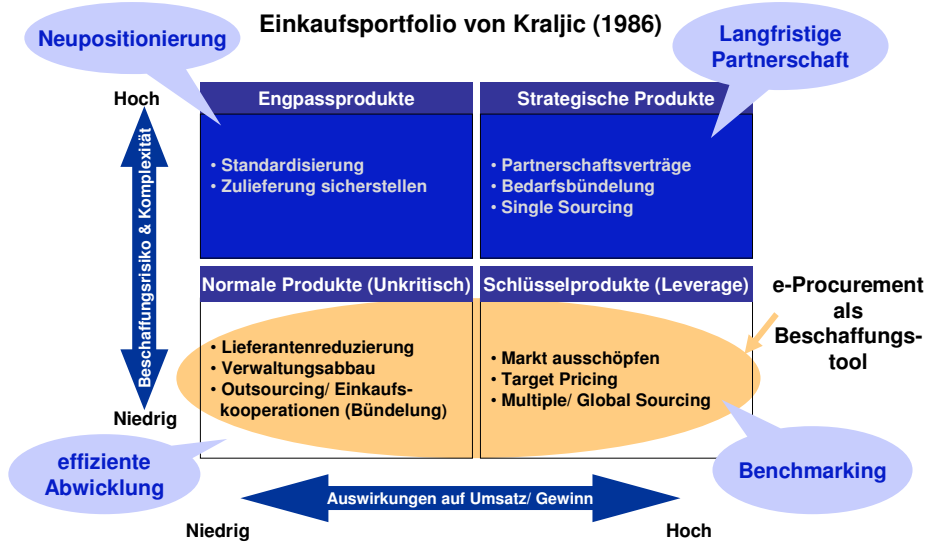 Einkaufsportfolio von Kraljic (1986)
Neupositionierung
Langfristige
Partnerschaft
Hoch
Beschaffungsrisiko & Komplexität
Niedrig
Engpassprodukte
• Standardisierung
• Zulieferung sicherstellen
Strategische Produkte
• Partnerschaftsverträge
• Bedarfsbündelung
• Single Sourcing
Normale Produkte (Unkritisch)
• Lieferantenreduzierung
• Verwaltungsabbau
• Outsourcing/ Einkaufs-
kooperationen (Bündelung)
Schlüsselprodukte (Leverage)
• Markt ausschöpfen
• Target Pricing
• Multiple/ Global Sourcing
e-Procurement
als
Beschaffungs-
tool
effiziente
Abwicklung
Benchmarking
Auswirkungen auf Umsatz/ Gewinn
Niedrig
Hoch